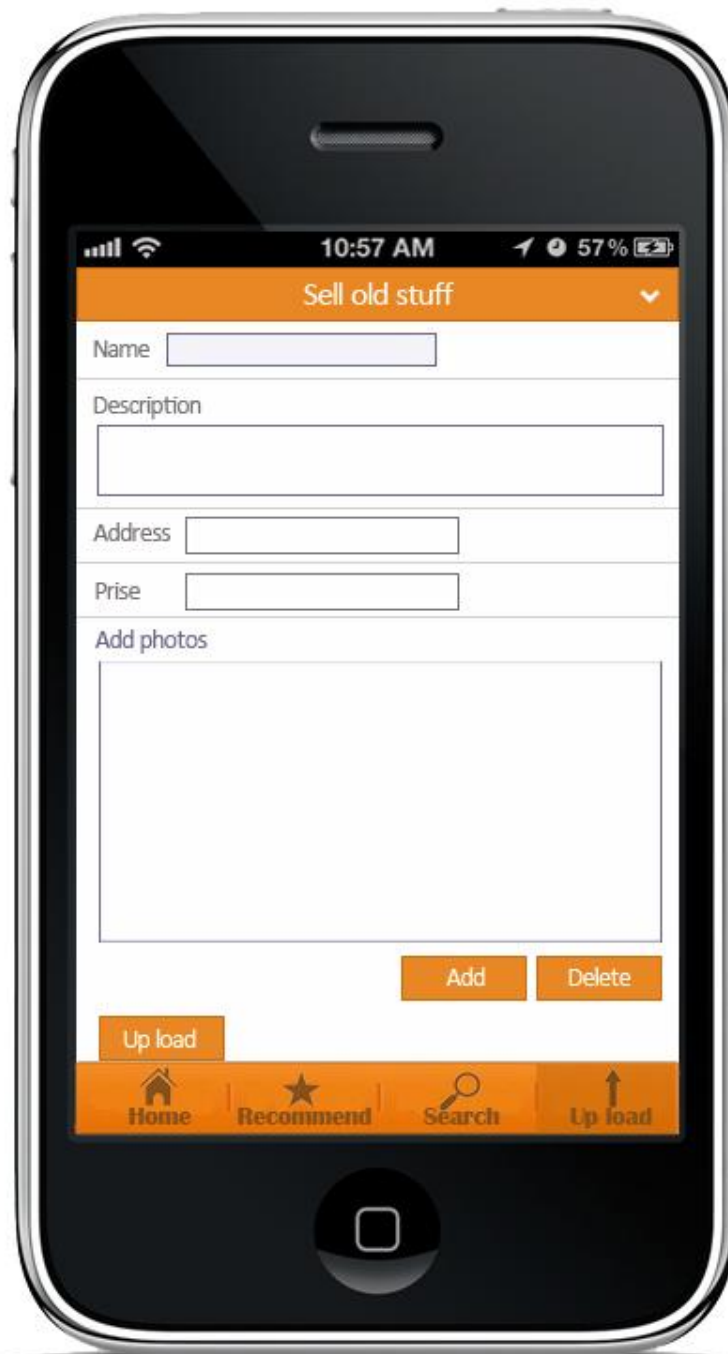 10:57 AM 57%
Sell old stuff
Name
Description
Address
Prise
Add photos
Add Delete
Up load
Home Recommend Search Up load